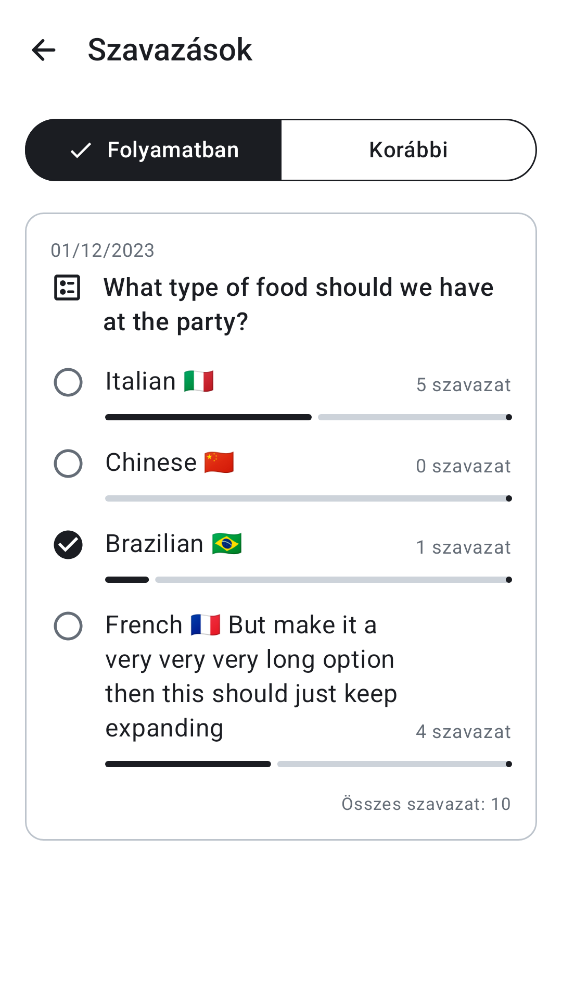 Szavazások
Folyamatban
Korábbi
01/12/2023
What type of food should we have
at the party?
Italian 🇮🇹
5 szavazat
Chinese 🇨🇳
0 szavazat
Brazilian 🇧🇷
1 szavazat
French 🇫🇷 But make it a
very very very long option
then this should just keep
expanding
4 szavazat
Összes szavazat: 10